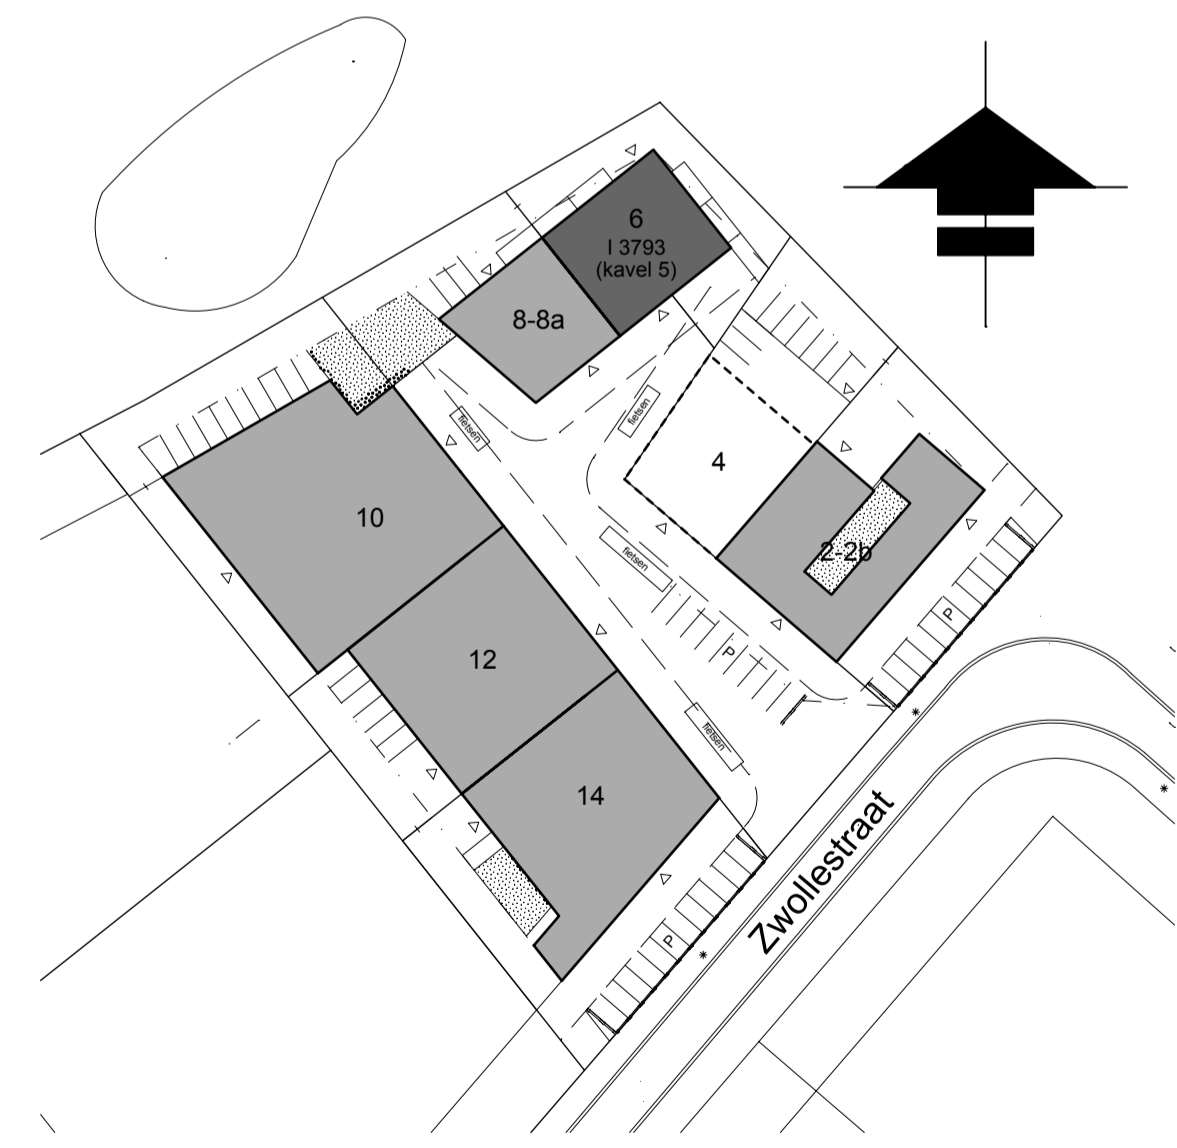 6
I 3793
(kavel 5)
8-8a
fietsen
fietsen
4
10
2-2b
fietsen
P
P
12
fietsen
14
P
Zwollestraat